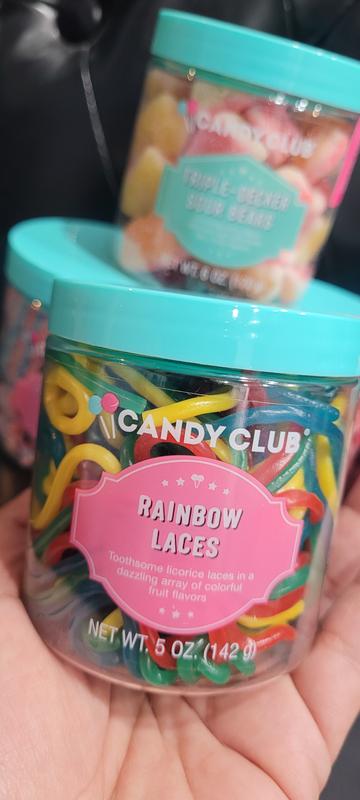 CANDY CLUB
TRIPLE-DECKER
SOUR BEARS
CANDY CLUB
RAINBOW
LACES
Toothsome licorice laces in a
dazzling array of colorful
fruit flavors
NET WT. 5 OZ. (142 g)